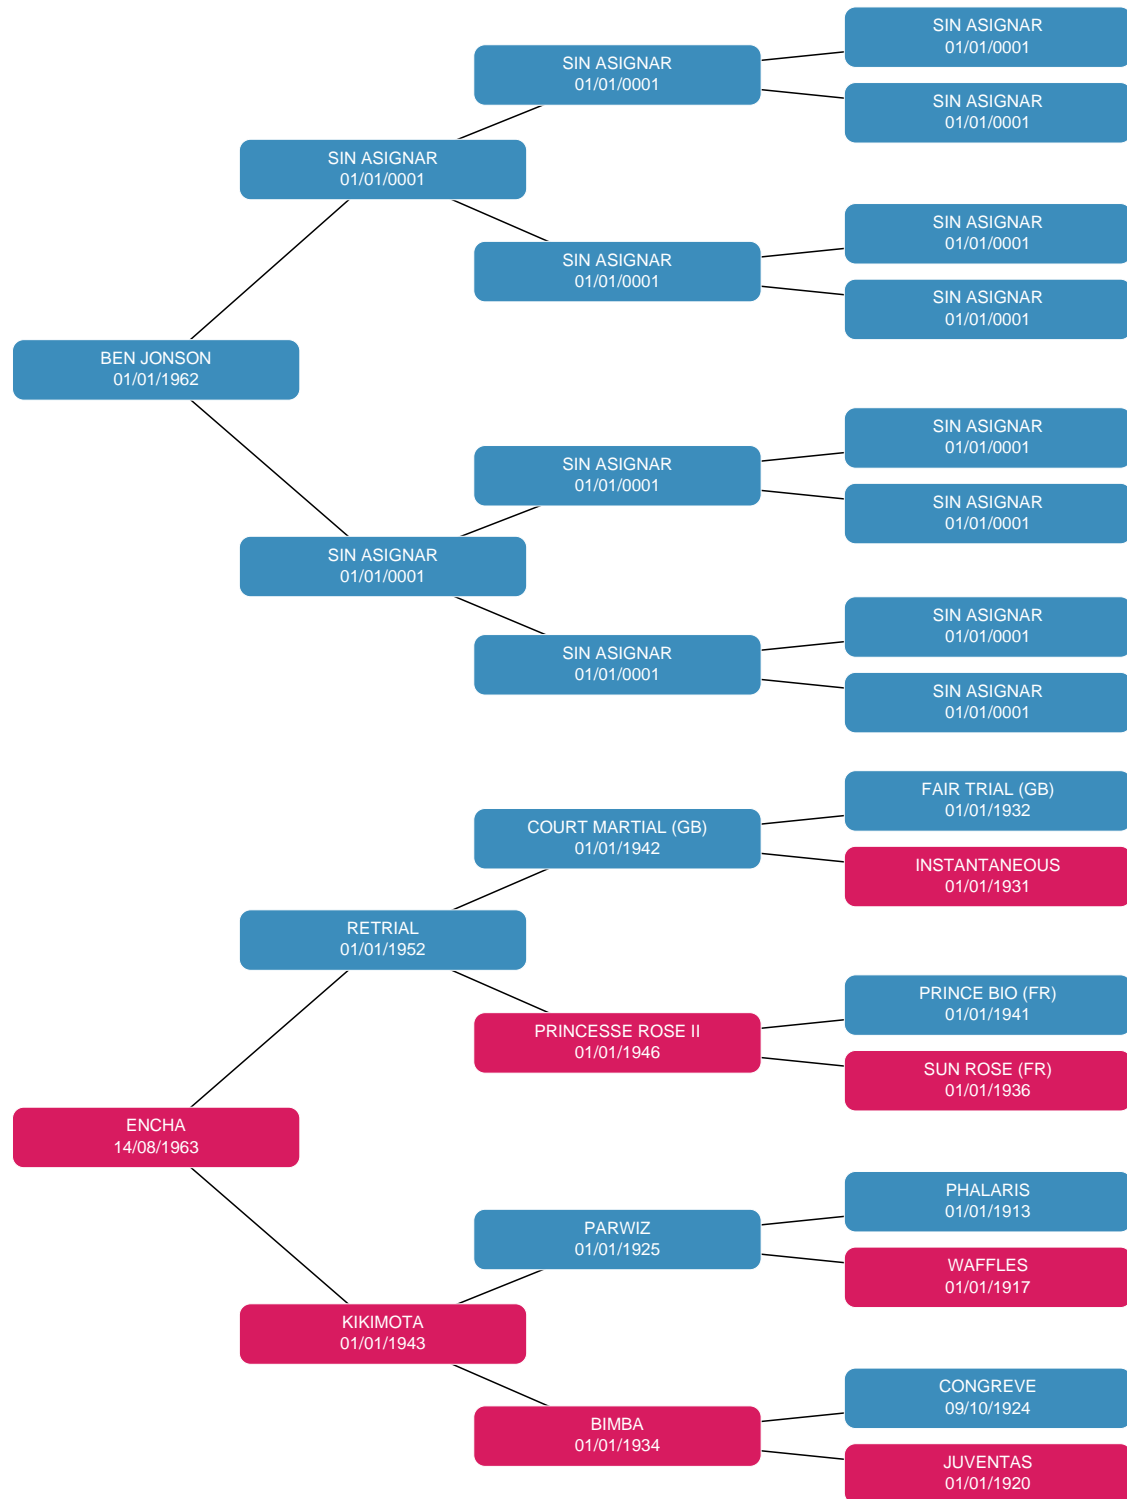 SIN ASIGNAR
01/01/0001
SIN ASIGNAR
01/01/0001
SIN ASIGNAR
01/01/0001
SIN ASIGNAR
01/01/0001
SIN ASIGNAR
01/01/0001
SIN ASIGNAR
01/01/0001
SIN ASIGNAR
01/01/0001
BEN JONSON
01/01/1962
SIN ASIGNAR
01/01/0001
SIN ASIGNAR
01/01/0001
SIN ASIGNAR
01/01/0001
SIN ASIGNAR
01/01/0001
SIN ASIGNAR
01/01/0001
SIN ASIGNAR
01/01/0001
SIN ASIGNAR
01/01/0001
FAIR TRIAL (GB)
01/01/1932
COURT MARTIAL (GB)
01/01/1942
INSTANTANEOUS
01/01/1931
RETRIAL
01/01/1952
PRINCE BIO (FR)
01/01/1941
PRINCESSE ROSE II
01/01/1946
SUN ROSE (FR)
01/01/1936
ENCHA
14/08/1963
PHALARIS
01/01/1913
PARWIZ
01/01/1925
WAFFLES
01/01/1917
KIKIMOTA
01/01/1943
CONGREVE
09/10/1924
BIMBA
01/01/1934
JUVENTAS
01/01/1920